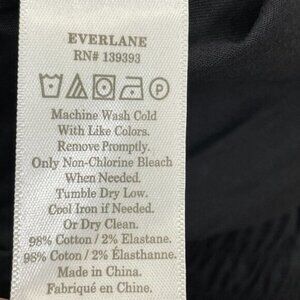 EVERLANE
RN# 139393
P
Machine Wash Cold
With Like Colors.
Remove Promptly.
Only Non-Chlorine Bleach
When Needed.
Tumble Dry Low.
Cool Iron if Needed.
Or Dry Clean.
98% Cotton / 2% Elastane.
98% Coton / 2% Élasthanne.
Made in China.
Fabriqué en Chine.